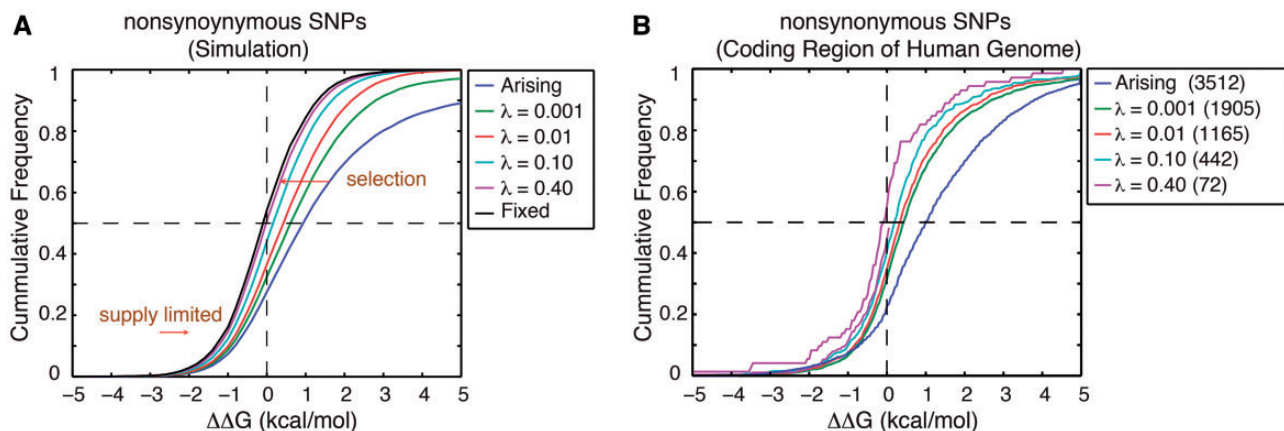 A
nonsynoynymous SNPs
(Simulation)
Cummulative Frequency
1
0.8
0.6
0.4
0.2
0
selection
supply limited
−5 −4 −3 −2 −1 0 1 2 3 4 5
ΔΔG (kcal/mol)
Arising
λ = 0.001
λ = 0.01
λ = 0.10
λ = 0.40
Fixed
B
nonsynonymous SNPs
(Coding Region of Human Genome)
Cummulative Frequency
1
0.8
0.6
0.4
0.2
0
−5 −4 −3 −2 −1 0 1 2 3 4 5
ΔΔG (kcal/mol)
Arising (3512)
λ = 0.001 (1905)
λ = 0.01 (1165)
λ = 0.10 (442)
λ = 0.40 (72)